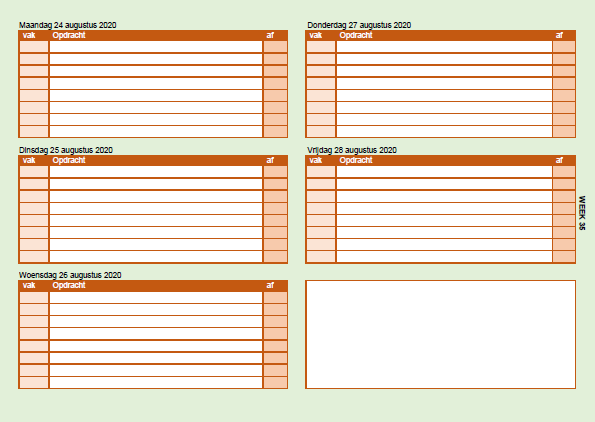 Maandag 24 augustus 2020
vak Opdracht af
Dinsdag 25 augustus 2020
vak Opdracht af
Woensdag 26 augustus 2020
vak Opdracht af
Donderdag 27 augustus 2020
vak Opdracht af
Vrijdag 28 augustus 2020
vak Opdracht af
WEEK 35